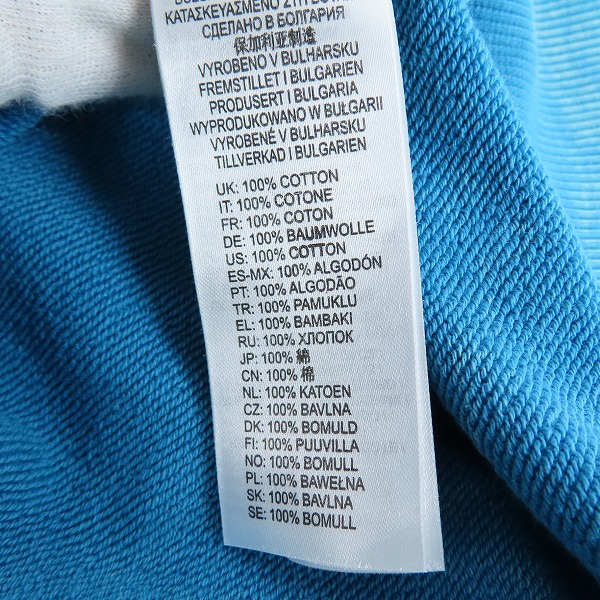 ΚΑΤΑΣΚΕΥΑΣΜΕΝΟ ΣΤΗ
СДЕЛАНО В БОЛГАРИЯ
保加利亚制造
VYROBENO V BULHARSKU
FREMSTILLET I BULGARIEN
PRODUSERT I BULGARIA
WYPRODUKOWANO W BUŁGARII
VYROBENÉ V BULHARSKU
TILLVERKAD I BULGARIEN
UK: 100% COTTON
IT: 100% COTONE
FR: 100% COTON
DE: 100% BAUMWOLLE
US: 100% COTTON
ES-MX: 100% ALGODÓN
PT: 100% ALGODÃO
TR: 100% PAMUKLU
EL: 100% BAMBAKI
RU: 100% ХЛОПОК
JP: 100% 綿
CN: 100% 棉
NL: 100% KATOEN
CZ: 100% BAVLNA
DK: 100% BOMULD
FI: 100% PUUVILLA
NO: 100% BOMULL
PL: 100% BAWEŁNA
SK: 100% BAVLNA
SE: 100% BOMULL